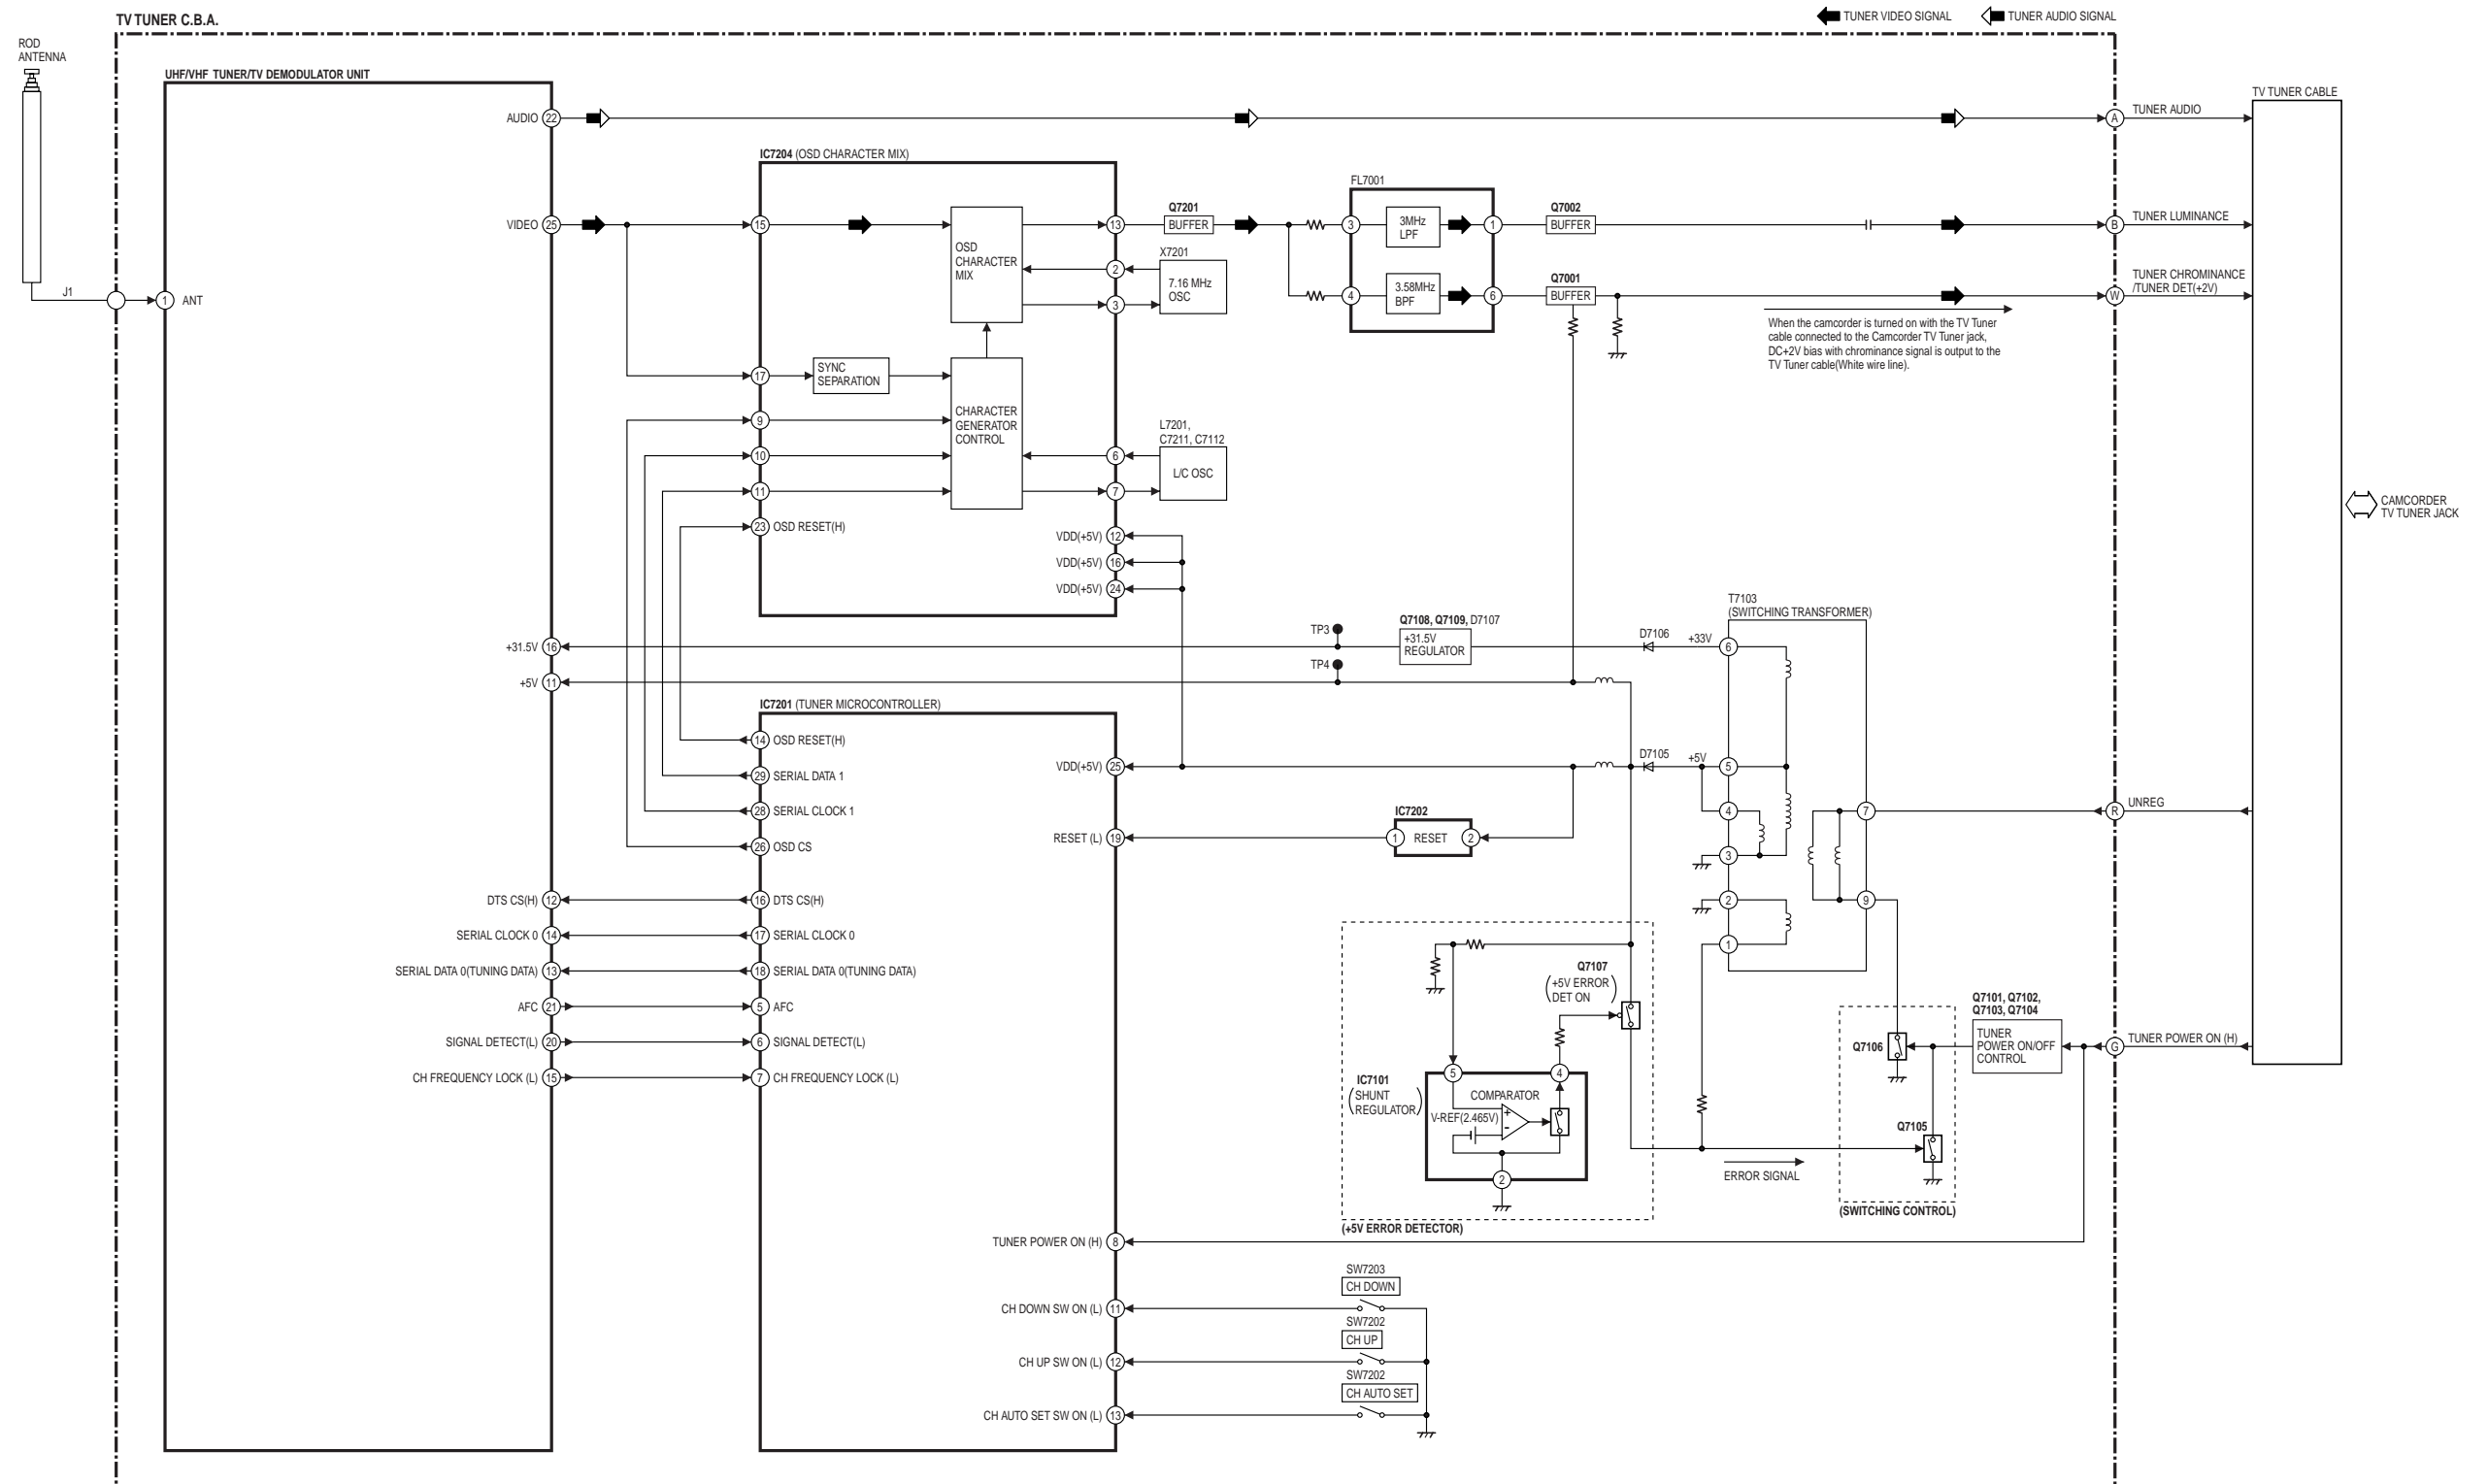 TV TUNER C.B.A.
TUNER VIDEO SIGNAL
TUNER AUDIO SIGNAL
ROD
ANTENNA
J1
UHF/VHF TUNER/TV DEMODULATOR UNIT
1 ANT
AUDIO 22
VIDEO 25
+31.5V 16
+5V 11
DTS CS(H) 12
SERIAL CLOCK 0 14
SERIAL DATA 0(TUNING DATA) 13
AFC 21
SIGNAL DETECT(L) 20
CH FREQUENCY LOCK (L) 15
IC7204 (OSD CHARACTER MIX)
15
17
9
10
11
23 OSD RESET(H)
OSD
CHARACTER
MIX
SYNC
SEPARATION
CHARACTER
GENERATOR
CONTROL
13
2
3
6
7
VDD(+5V) 12
VDD(+5V) 16
VDD(+5V) 24
Q7201
BUFFER
X7201
7.16 MHz
OSC
L7201,
C7211, C7112
L/C OSC
FL7001
3
3MHz
LPF
1
4
3.58MHz
BPF
6
Q7002
BUFFER
Q7001
BUFFER
When the camcorder is turned on with the TV Tuner
cable connected to the Camcorder TV Tuner jack,
DC+2V bias with chrominance signal is output to the
TV Tuner cable(White wire line).
A TUNER AUDIO
B TUNER LUMINANCE
W TUNER CHROMINANCE
/TUNER DET(+2V)
TV TUNER CABLE
CAMCORDER
TV TUNER JACK
TP3
TP4
Q7108, Q7109, D7107
+31.5V
REGULATOR
D7106
+33V
T7103
(SWITCHING TRANSFORMER)
6
5
4
3
2
1
7
9
D7105
+5V
R UNREG
IC7201 (TUNER MICROCONTROLLER)
14 OSD RESET(H)
29 SERIAL DATA 1
28 SERIAL CLOCK 1
26 OSD CS
16 DTS CS(H)
17 SERIAL CLOCK 0
18 SERIAL DATA 0(TUNING DATA)
5 AFC
6 SIGNAL DETECT(L)
7 CH FREQUENCY LOCK (L)
VDD(+5V) 25
RESET (L) 19
TUNER POWER ON (H) 8
CH DOWN SW ON (L) 11
CH UP SW ON (L) 12
CH AUTO SET SW ON (L) 13
IC7202
1 RESET 2
Q7107
(+5V ERROR
DET ON)
IC7101
(SHUNT
REGULATOR)
5
4
COMPARATOR
V-REF(2.465V)
+
-
2
(+5V ERROR DETECTOR)
ERROR SIGNAL
Q7106
Q7105
(SWITCHING CONTROL)
Q7101, Q7102,
Q7103, Q7104
TUNER
POWER ON/OFF
CONTROL
G TUNER POWER ON (H)
SW7203
CH DOWN
SW7202
CH UP
SW7202
CH AUTO SET